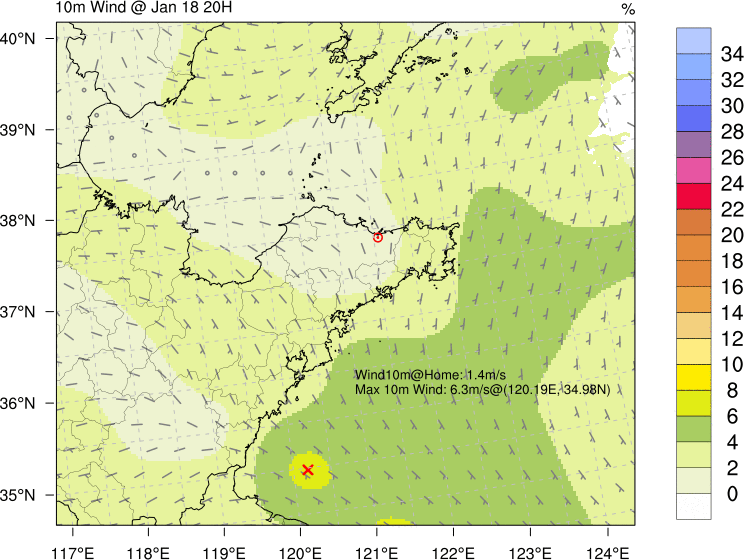 10m Wind @ Jan 18 20H
%
40°N
39°N
38°N
37°N
36°N
35°N
Wind10m@Home: 1.4m/s
Max 10m Wind: 6.3m/s@(120.19E, 34.98N)
117°E 118°E 119°E 120°E 121°E 122°E 123°E 124°E
34
32
30
28
26
24
22
20
18
16
14
12
10
8
6
4
2
0